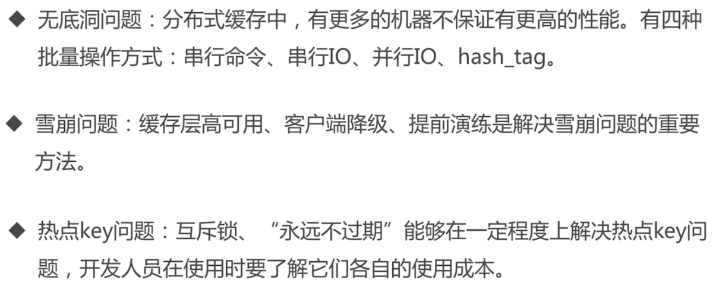 ◆ 无底洞问题：分布式缓存中，有更多的机器不保证有更高的性能。有四种
批量操作方式：串行命令、串行IO、并行IO、hash_tag。
◆ 雪崩问题：缓存层高可用、客户端降级、提前演练是解决雪崩问题的重要
方法。
◆ 热点key问题：互斥锁、“永远不过期”能够在一定程度上解决热点key问
题，开发人员在使用时要了解它们各自的使用成本。